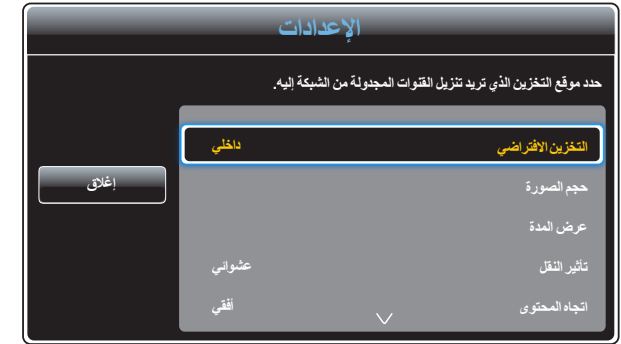 الإعدادات
حدد موقع التخزين الذي تريد تنزيل القنوات المجدولة من الشبكة إليه.
التخزين الافتراضي داخلي
حجم الصورة
عرض المدة
تأثير النقل عشوائي
اتجاه المحتوى أفقي
إغلاق